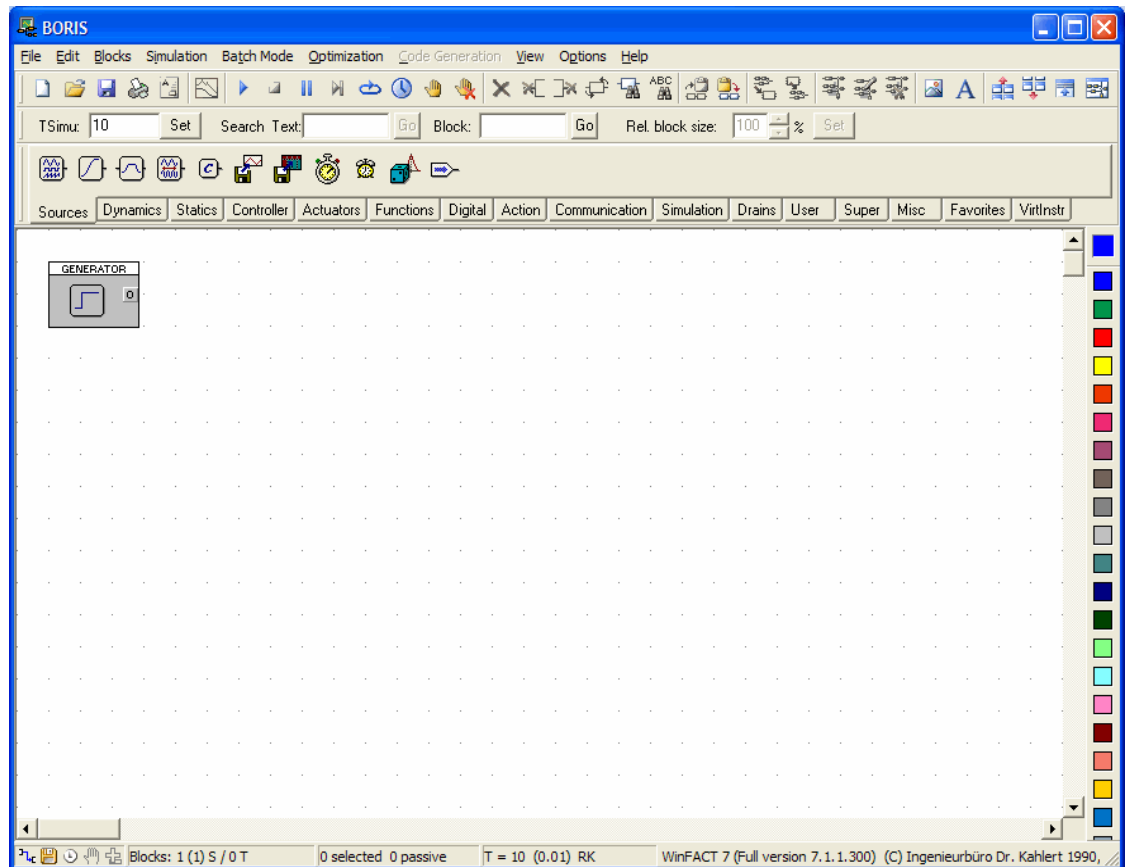 BORIS
File Edit Blocks Simulation Batch Mode Optimization Code Generation View Options Help
ABC
A
TSimu: 10 Set Search Text: Go Block: Go Rel. block size: 100 % Set
C
Sources Dynamics Statics Controller Actuators Functions Digital Action Communication Simulation Drains User Super Misc Favorites VirtInstr
GENERATOR
O
Blocks: 1 (1) S / 0 T 0 selected 0 passive T = 10 (0.01) RK WinFACT 7 (Full version 7.1.1.300) (C) Ingenieurbüro Dr. Kahlert 1990,